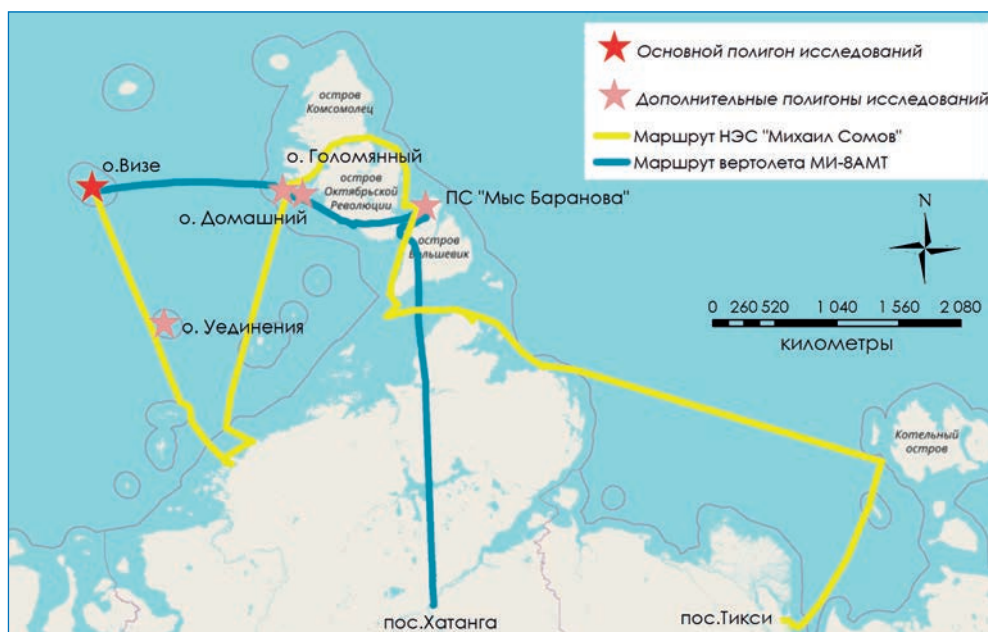 Основной полигон исследований
Дополнительные полигоны исследований
Маршрут НЭС "Михаил Сомов"
Маршрут вертолета МИ-8АМТ
остров
Комсомолец
о. Голомянный
о.Визе
остров
Октябрьской
Революции
о. Домашний
ПС "Мыс Баранова"
остров
Большевик
N
0 260 520 1 040 1 560 2 080
километры
о. Уединения
Котельный
остров
пос.Хатанга
пос.Тикси